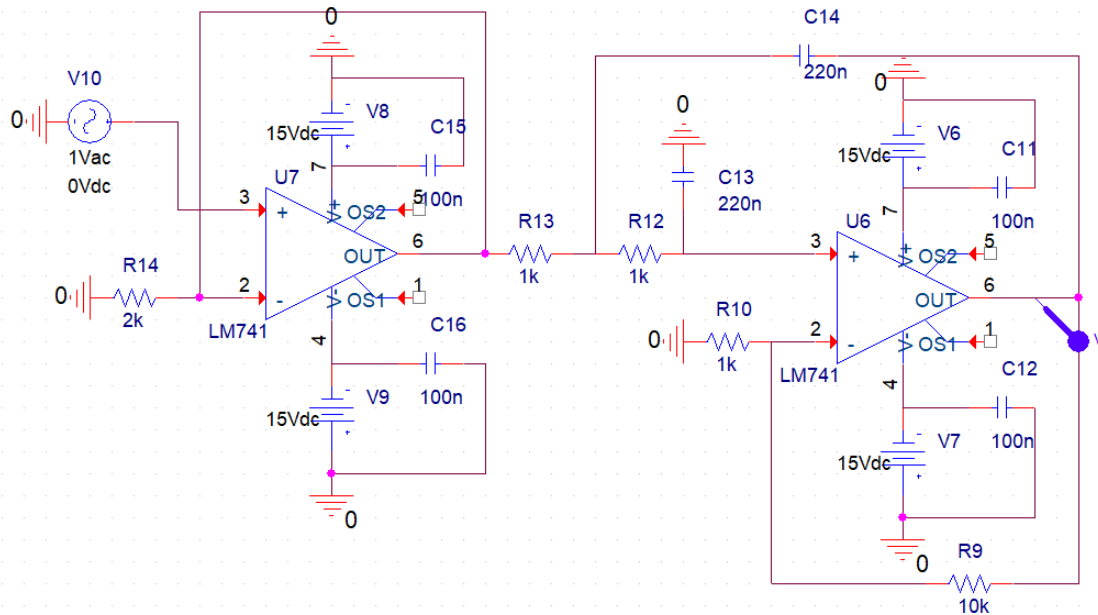 C14
220n
0
0
V10
0
1Vac
0Vdc
V8
15Vdc
C15
100n
7
U7
3
+
V+
OS2
5
OUT
6
2
-
V-
OS1
1
LM741
R14
0
2k
4
C16
100n
V9
15Vdc
0
R13
1k
R12
1k
0
C13
220n
V6
15Vdc
C11
100n
7
U6
3
+
V+
OS2
5
OUT
6
2
-
V-
OS1
1
LM741
R10
0
1k
V
4
C12
100n
V7
15Vdc
0
R9
10k